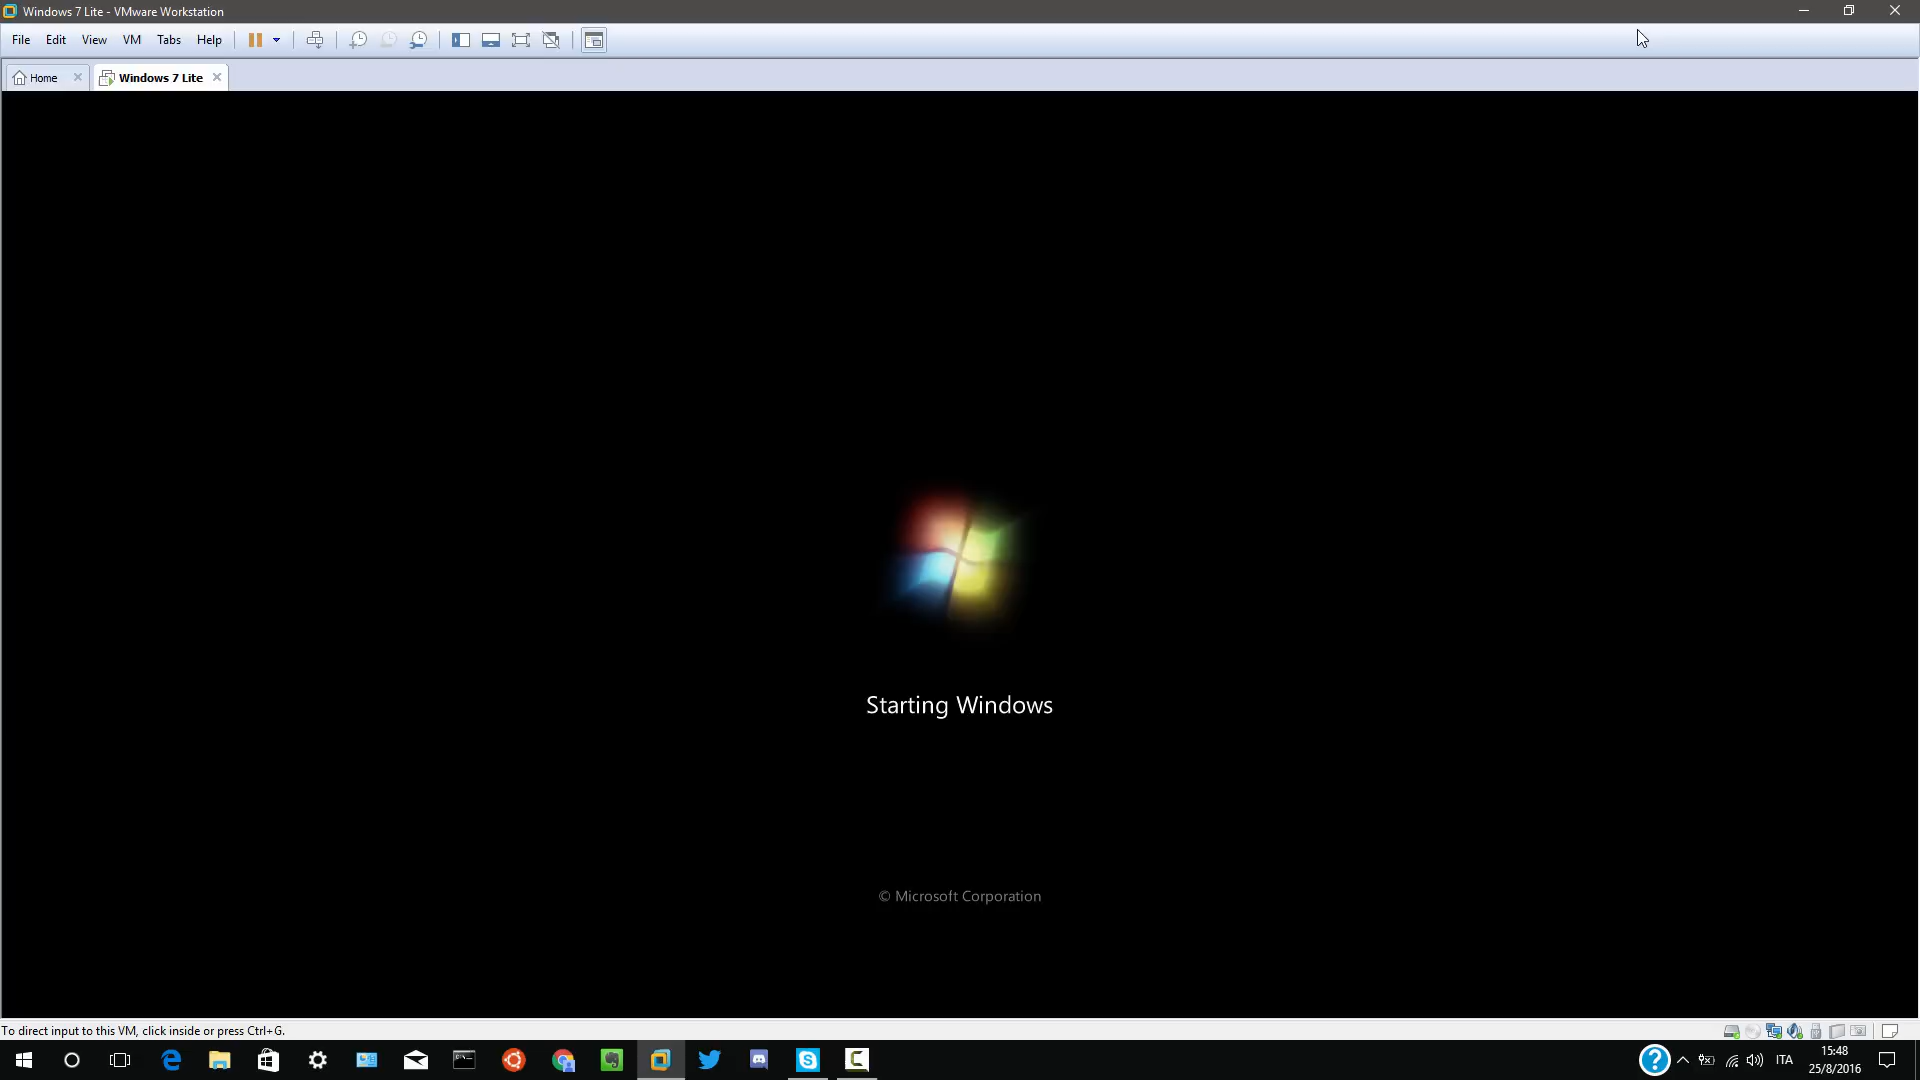 Windows 7 Lite - VMware Workstation
File Edit View VM Tabs Help
Home Windows 7 Lite
Starting Windows
© Microsoft Corporation
To direct input to this VM, click inside or press Ctrl+G.
ITA
15:48
25/8/2016